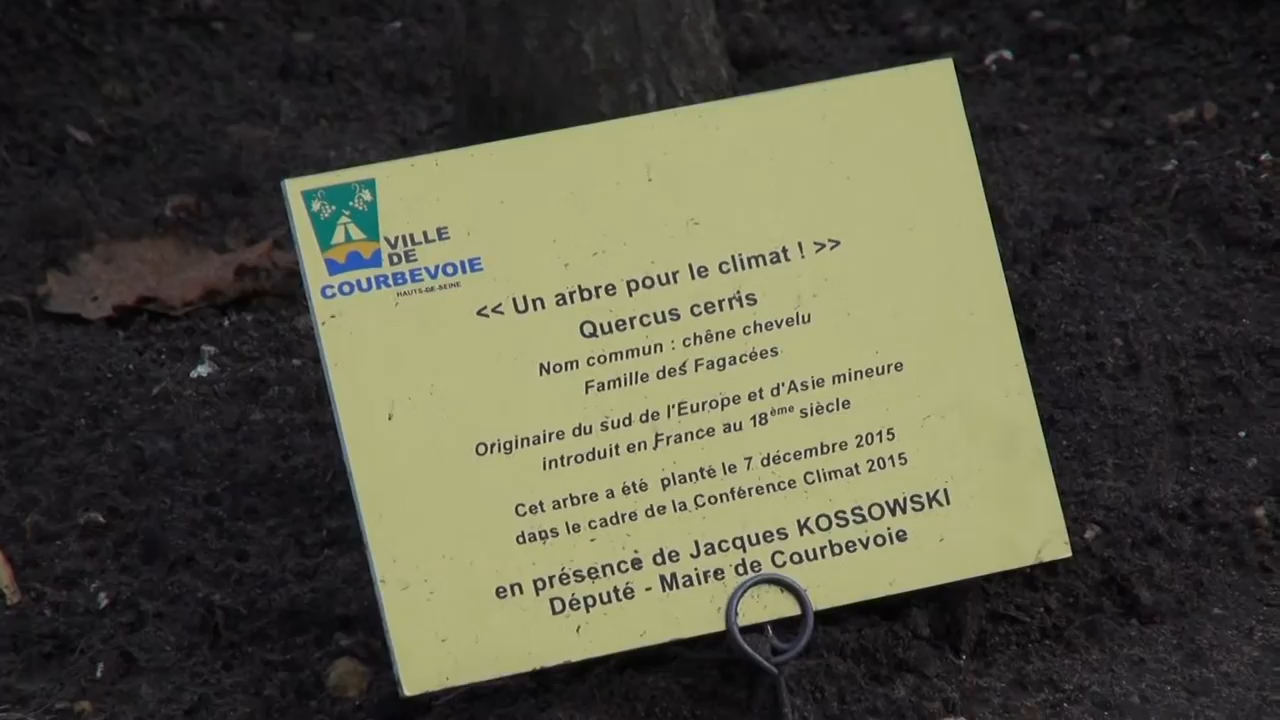 VILLE
DE
COURBEVOIE
HAUTS-DE-SEINE
<< Un arbre pour le climat ! >>
Quercus cerris
Nom commun : chêne chevelu
Famille des Fagacées
Originaire du sud de l'Europe et d'Asie mineure
introduit en France au 18ème siècle
Cet arbre a été planté le 7 décembre 2015
dans le cadre de la Conférence Climat 2015
en présence de Jacques KOSSOWSKI
Député - Maire de Courbevoie